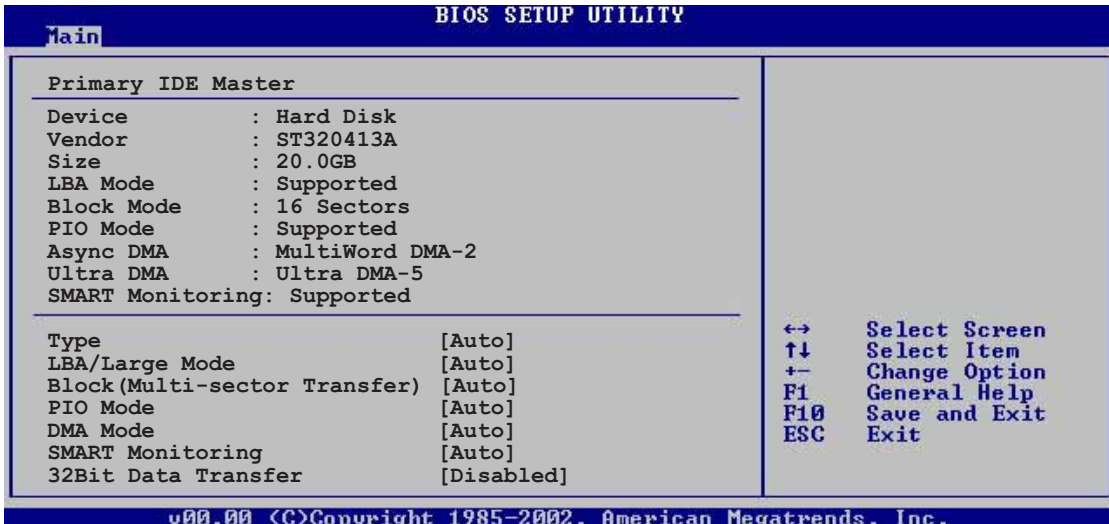 BIOS SETUP UTILITY
Main
Primary IDE Master
Device : Hard Disk
Vendor : ST320413A
Size : 20.0GB
LBA Mode : Supported
Block Mode : 16 Sectors
PIO Mode : Supported
Async DMA : MultiWord DMA-2
Ultra DMA : Ultra DMA-5
SMART Monitoring: Supported
Type [Auto]
LBA/Large Mode [Auto]
Block(Multi-sector Transfer) [Auto]
PIO Mode [Auto]
DMA Mode [Auto]
SMART Monitoring [Auto]
32Bit Data Transfer [Disabled]
←→ Select Screen
↑↓ Select Item
+- Change Option
F1 General Help
F10 Save and Exit
ESC Exit
v00.00 (C)Copyright 1985-2002, American Megatrends, Inc.